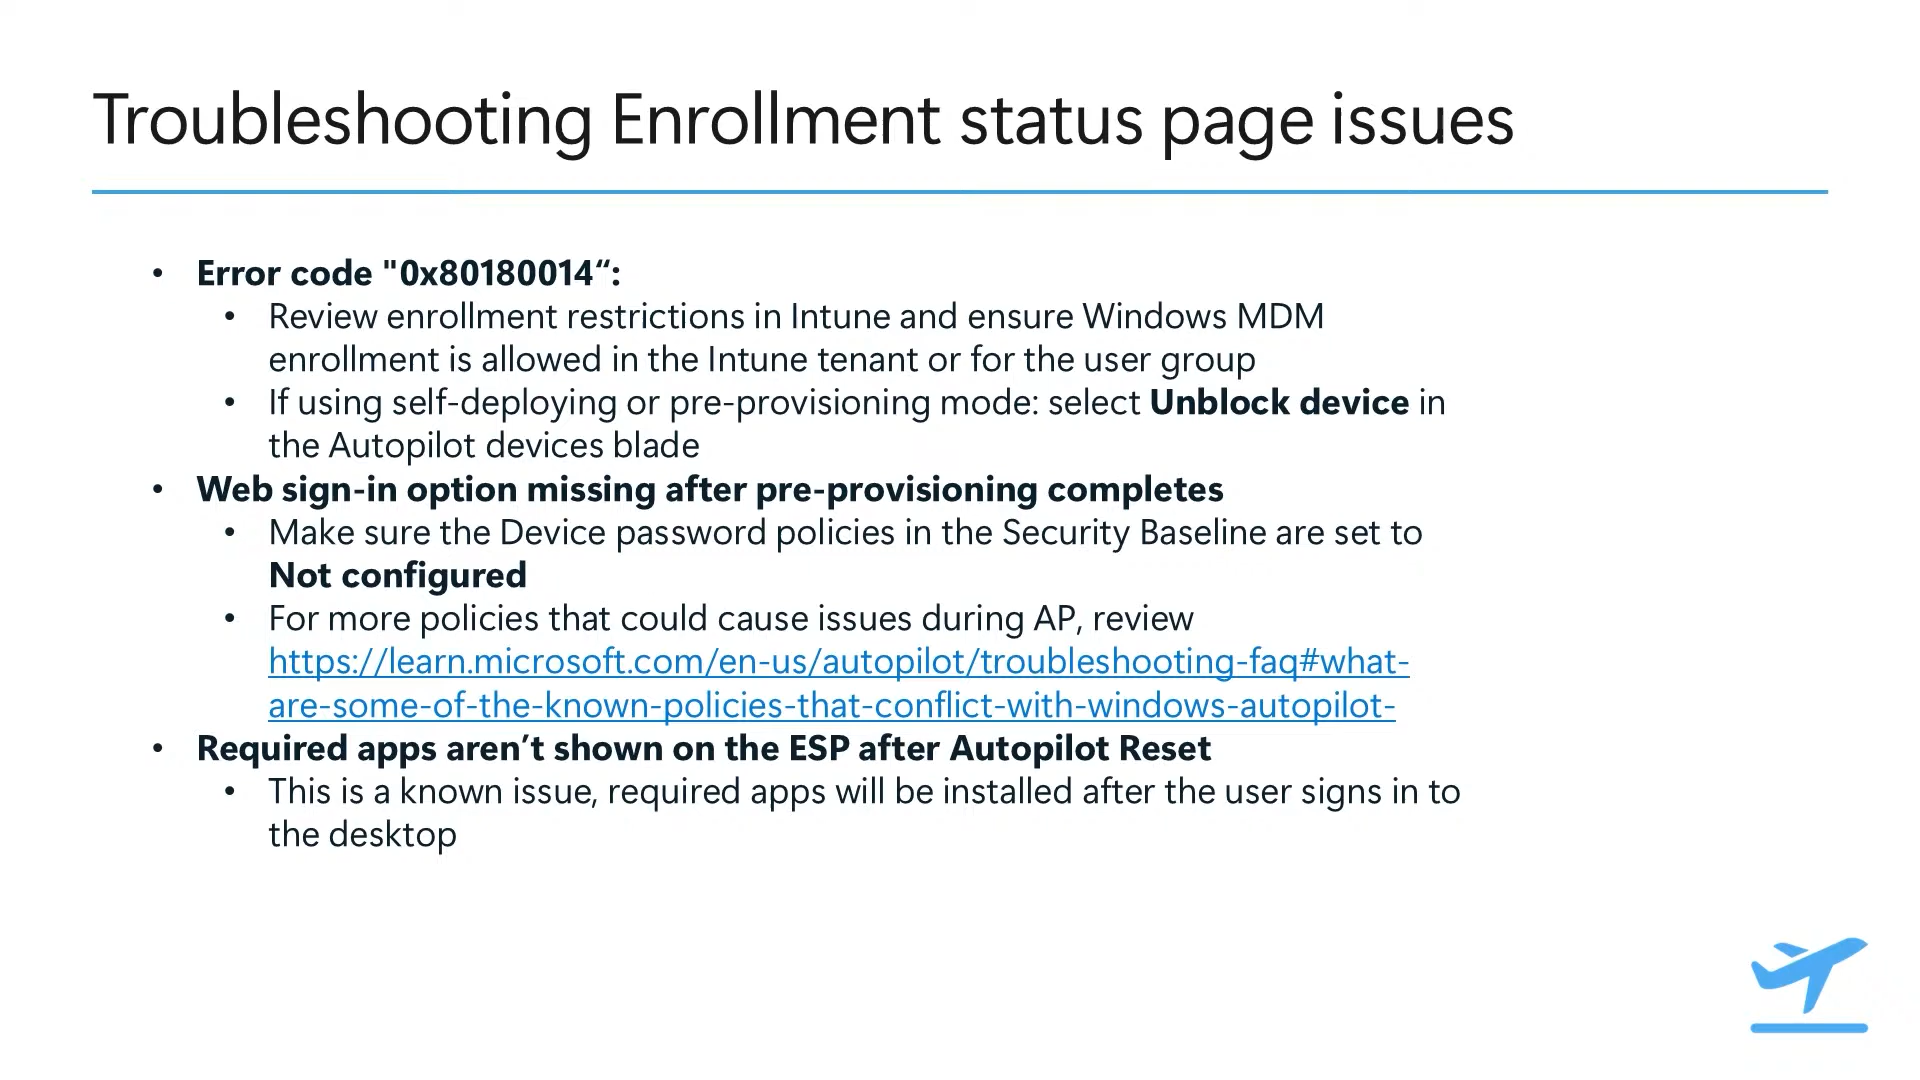 Troubleshooting Enrollment status page issues
• Error code "0x80180014“:
• Review enrollment restrictions in Intune and ensure Windows MDM
enrollment is allowed in the Intune tenant or for the user group
• If using self-deploying or pre-provisioning mode: select Unblock device in
the Autopilot devices blade
• Web sign-in option missing after pre-provisioning completes
• Make sure the Device password policies in the Security Baseline are set to
Not configured
• For more policies that could cause issues during AP, review
https://learn.microsoft.com/en-us/autopilot/troubleshooting-faq#what-
are-some-of-the-known-policies-that-conflict-with-windows-autopilot-
• Required apps aren’t shown on the ESP after Autopilot Reset
• This is a known issue, required apps will be installed after the user signs in to
the desktop